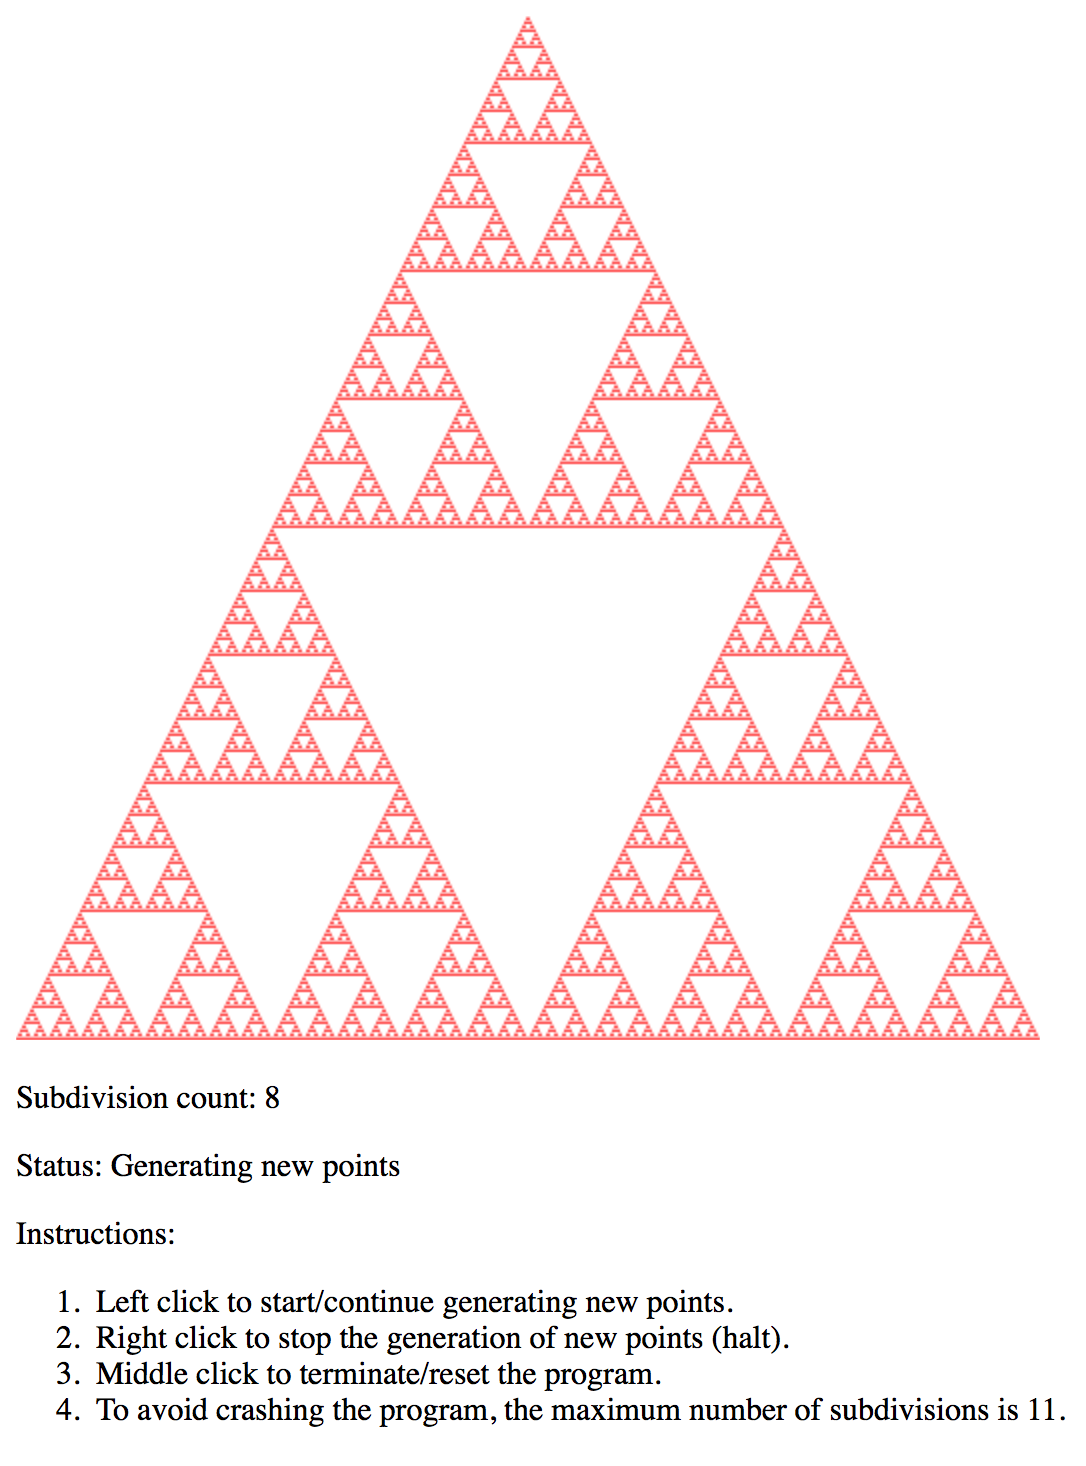 Subdivision count: 8
Status: Generating new points
Instructions:
1. Left click to start/continue generating new points.
2. Right click to stop the generation of new points (halt).
3. Middle click to terminate/reset the program.
4. To avoid crashing the program, the maximum number of subdivisions is 11.